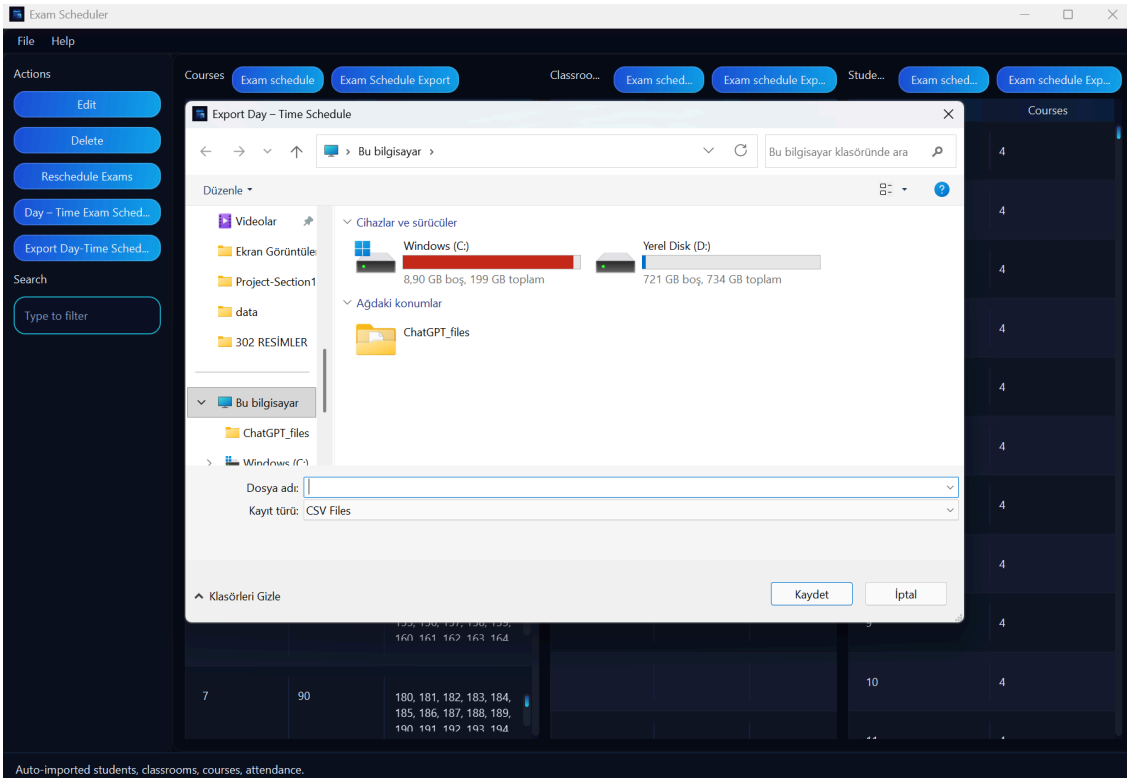 Exam Scheduler
File Help
Actions
Edit
Delete
Reschedule Exams
Day – Time Exam Sched...
Export Day-Time Sched...
Search
Type to filter
Courses Exam schedule Exam Schedule Export
Classroo... Exam sched... Exam schedule Exp...
Stude... Exam sched... Exam schedule Exp...
Courses
Export Day – Time Schedule
Bu bilgisayar
Bu bilgisayar klasöründe ara
Düzenle
Videolar
Ekran Görüntüle
Project-Section1
data
302 RESİMLER
Bu bilgisayar
ChatGPT_files
Windows (C:)
Cihazlar ve sürücüler
Windows (C:)
8,90 GB boş, 199 GB toplam
Yerel Disk (D:)
721 GB boş, 734 GB toplam
Ağdaki konumlar
ChatGPT_files
Dosya adı:
Kayıt türü: CSV Files
Klasörleri Gizle
Kaydet İptal
4
4
4
4
4
4
4
4
9 4
10 4
160, 161, 162, 163, 164,
7 90 180, 181, 182, 183, 184,
185, 186, 187, 188, 189,
190, 191, 192, 193, 194,
11 4
Auto-imported students, classrooms, courses, attendance.